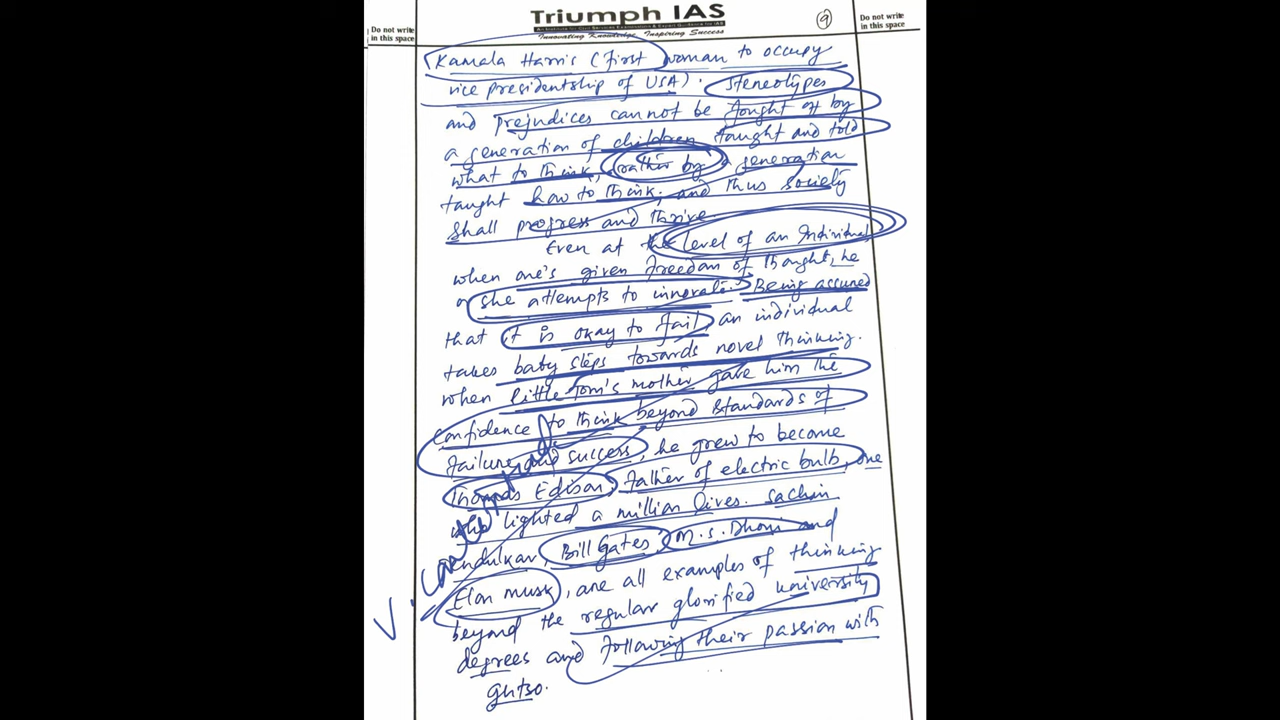 Triumph IAS
Innovating Knowledge Inspiring Success
Do not write
in this space
9
Do not write
in this space
Kamala Harris (First woman to occupy
vice presidentship of USA). Stereotypes
and prejudices cannot be fought off by
a generation of children taught and told
what to think, rather by a generation
taught how to think; and thus society
shall progress and thrive.
Even at the level of an individual
when one's given freedom of thought, he
or she attempts to innovate. Being assured
that it is okay to fail, an individual
takes baby steps towards novel thinking.
When little Tom's mother gave him the
confidence to think beyond standards of
failure and success, he grew to become
Thomas Edison, father of electric bulb, one
who lighted a million lives. Sachin
Tendulkar, Bill Gates, M.S. Dhoni and
Elon Musk, are all examples of thinking
beyond the regular glorified university
degrees and following their passion with
gutso.